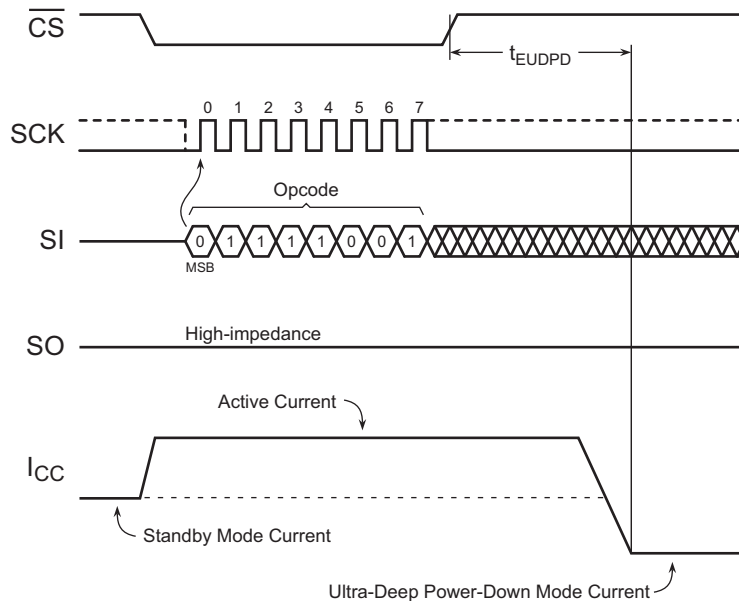 CS
tEUDPD
0 1 2 3 4 5 6 7
SCK
Opcode
SI
0 1 1 1 1 0 0 1
MSB
High-impedance
SO
Active Current
ICC
Standby Mode Current
Ultra-Deep Power-Down Mode Current